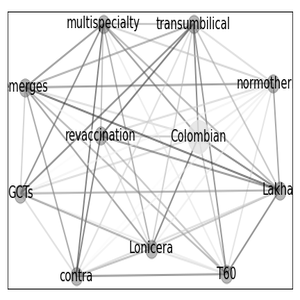 multispecialty
transumbilical
merges
normother
revaccination
Colombian
GCTs
Lakha
Lonicera
contra
T60